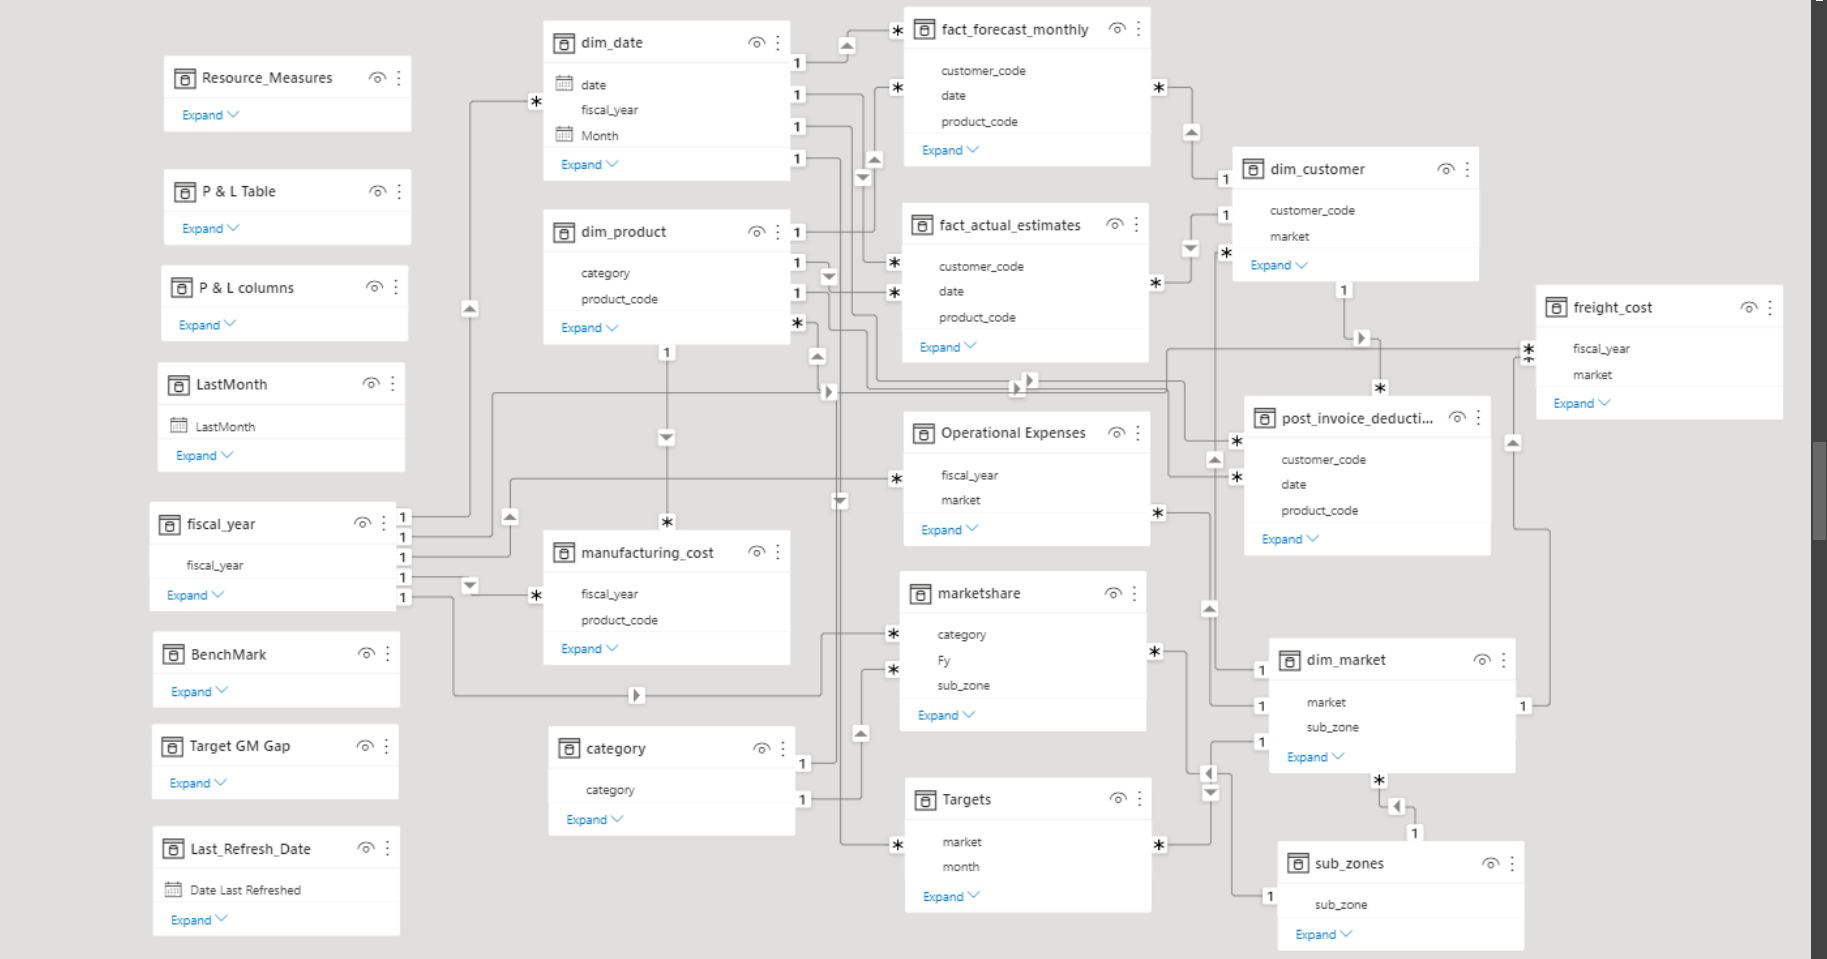 Resource_Measures
Expand
P & L Table
Expand
P & L columns
Expand
LastMonth
LastMonth
Expand
fiscal_year
fiscal_year
Expand
1
1
1
1
1
BenchMark
Expand
Target GM Gap
Expand
Last_Refresh_Date
Date Last Refreshed
Expand
dim_date
date
fiscal_year
Month
Expand
*
1
1
1
1
dim_product
category
product_code
Expand
1
1
1
*
1
*
manufacturing_cost
fiscal_year
product_code
Expand
*
category
category
Expand
1
1
fact_forecast_monthly
customer_code
date
product_code
Expand
*
*
*
fact_actual_estimates
customer_code
date
product_code
Expand
*
*
*
Operational Expenses
fiscal_year
market
Expand
*
*
marketshare
category
Fy
sub_zone
Expand
*
*
*
Targets
market
month
Expand
*
*
dim_customer
customer_code
market
Expand
1
1
*
1
*
post_invoice_deducti...
customer_code
date
product_code
Expand
*
*
dim_market
market
sub_zone
Expand
1
1
1
1
*
1
sub_zones
sub_zone
Expand
1
freight_cost
fiscal_year
market
Expand
*
*